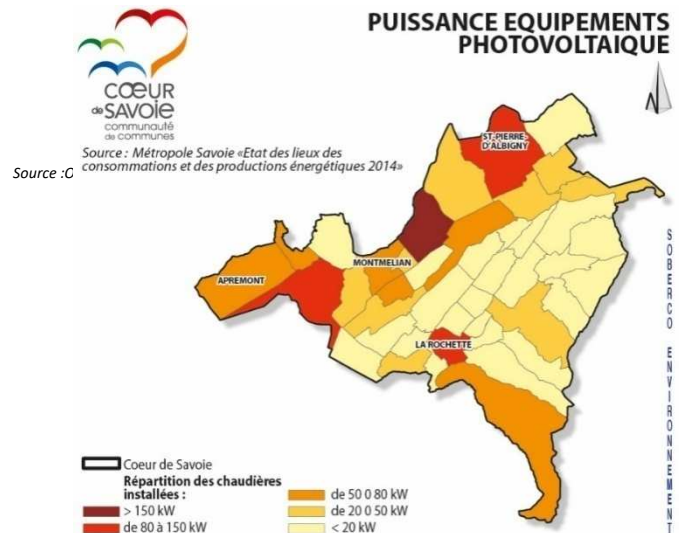 PUISSANCE EQUIPEMENTS
PHOTOVOLTAIQUE
CŒUR
de SAVOIE
communauté
de communes
Source : Métropole Savoie «Etat des lieux des
consommations et des productions énergétiques 2014»
Source :O
N
ST-PIERRE-
D'ALBIGNY
MONTMELIAN
APREMONT
LA ROCHETTE
SOBERCO ENVIRONNEMENT
Coeur de Savoie
Répartition des chaudières
installées :
> 150 kW
de 80 à 150 kW
de 50 0 80 kW
de 20 0 50 kW
< 20 kW